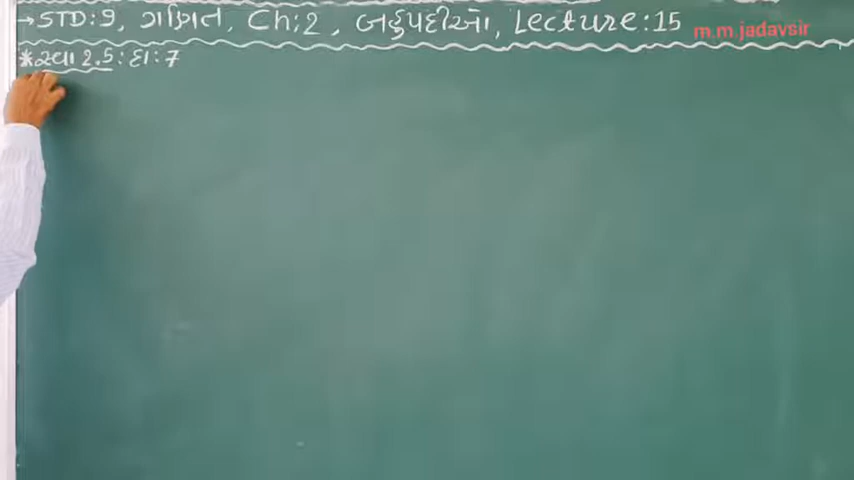 →STD:9, ગણિત, Ch:2, બહુપદીઓ, Lecture:15
m.m.jadavsir
*સ્વા 2.5: દા: 7